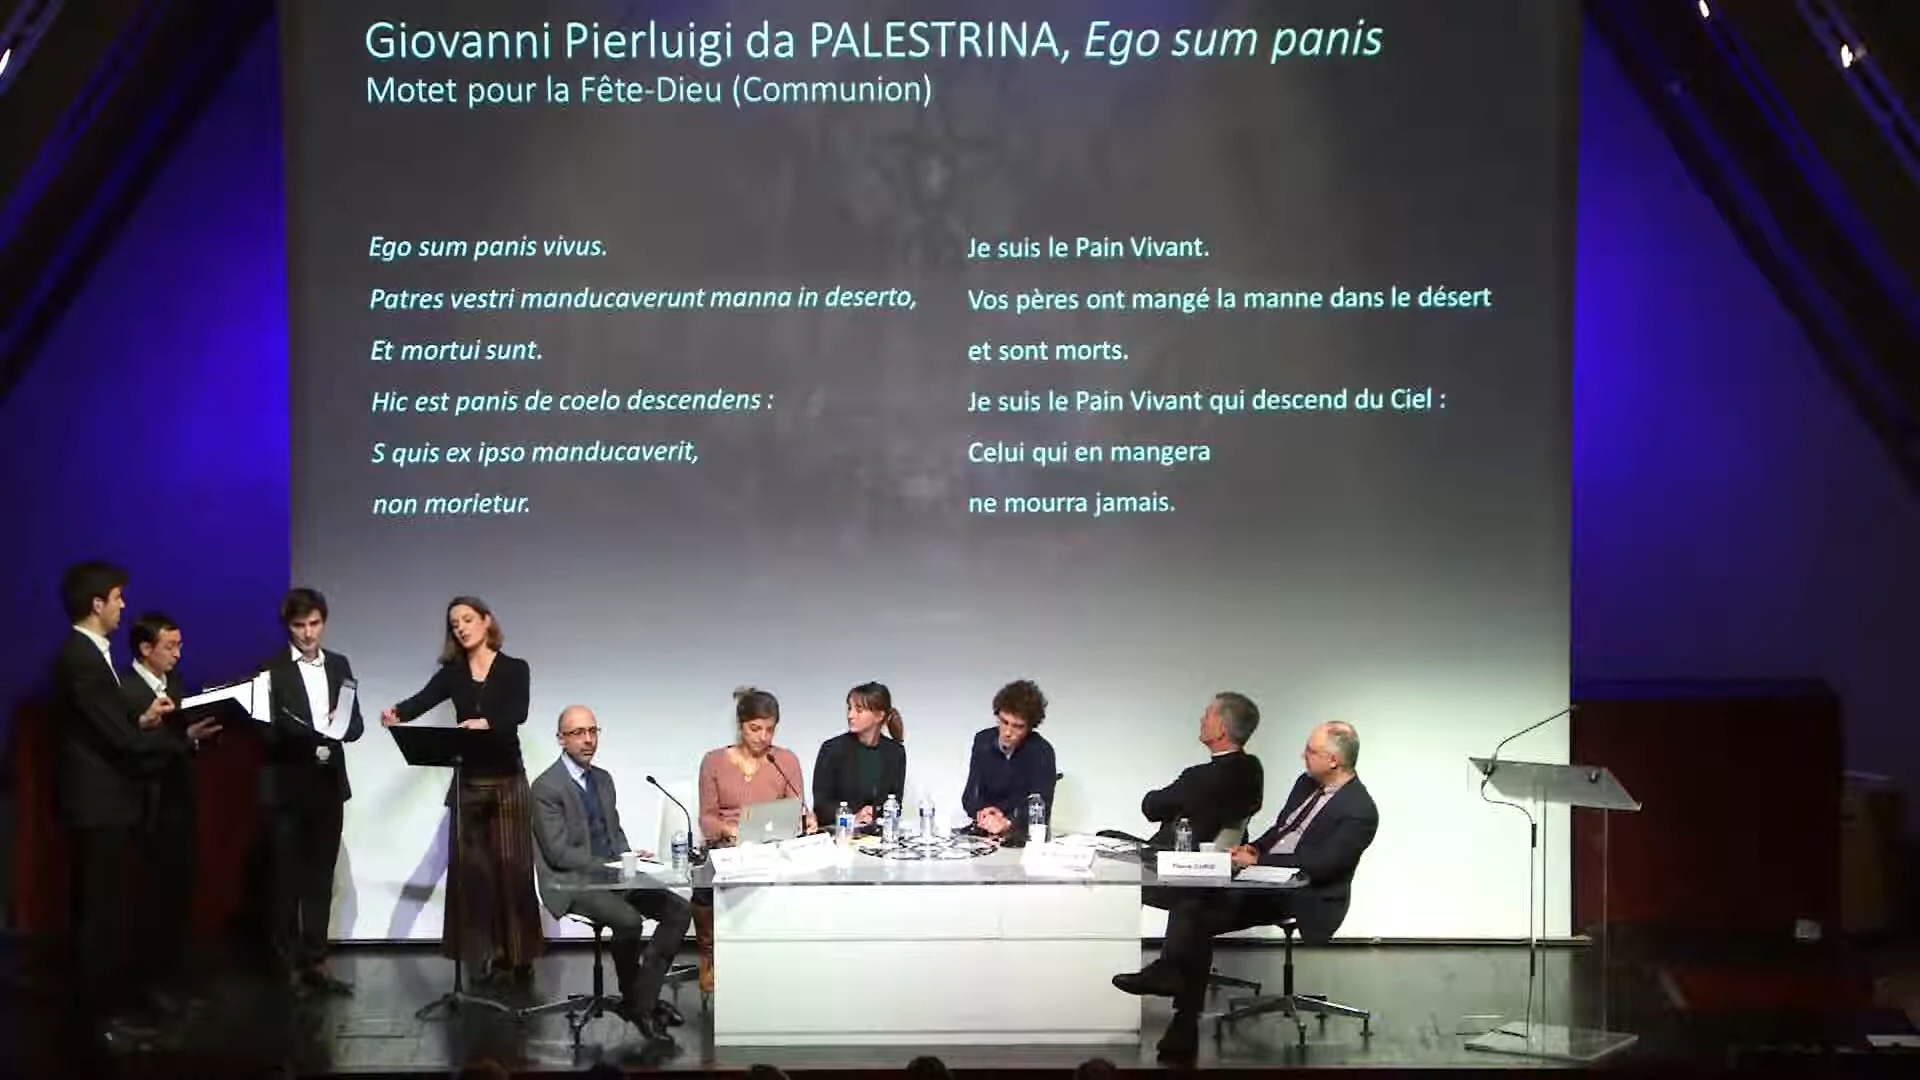 Giovanni Pierluigi da PALESTRINA, Ego sum panis
Motet pour la Fête-Dieu (Communion)
Ego sum panis vivus.
Patres vestri manducaverunt manna in deserto,
Et mortui sunt.
Hic est panis de coelo descendens :
S quis ex ipso manducaverit,
non morietur.
Je suis le Pain Vivant.
Vos pères ont mangé la manne dans le désert
et sont morts.
Je suis le Pain Vivant qui descend du Ciel :
Celui qui en mangera
ne mourra jamais.